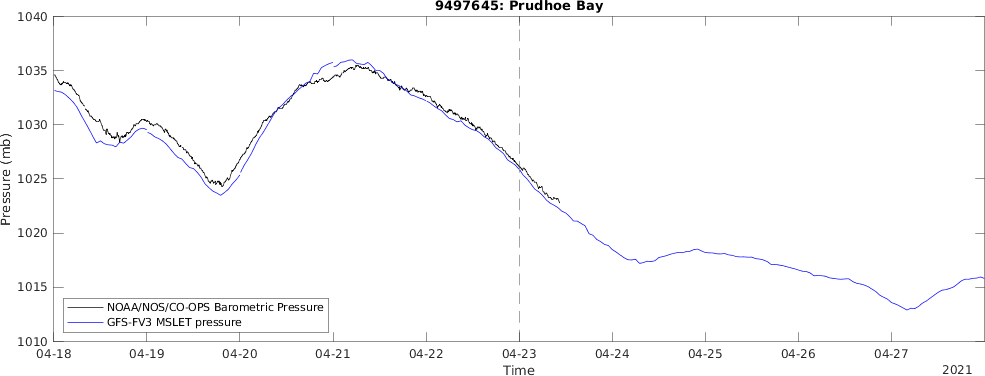 9497645: Prudhoe Bay
1040
1035
1030
1025
1020
1015
1010
Pressure (mb)
NOAA/NOS/CO-OPS Barometric Pressure
GFS-FV3 MSLET pressure
04-18 04-19 04-20 04-21 04-22 04-23 04-24 04-25 04-26 04-27
Time
2021